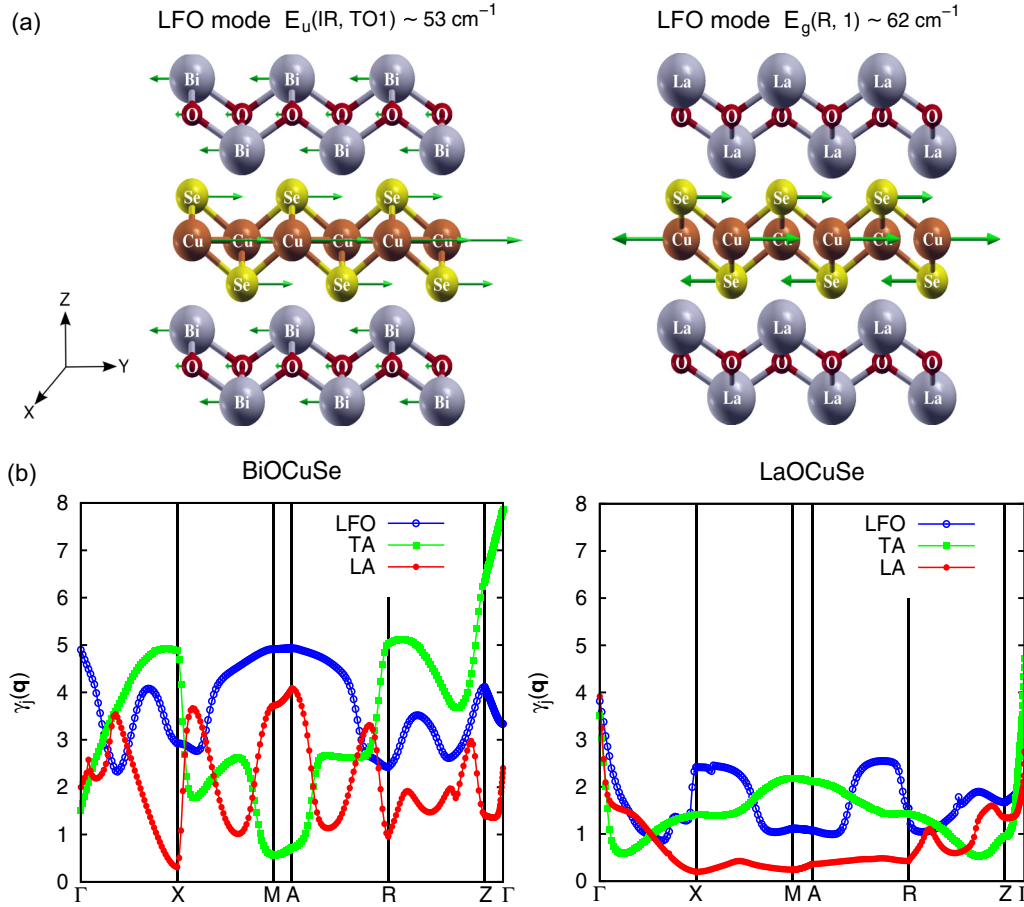 (a)
LFO mode E_u(IR, TO1) ~ 53 cm⁻¹
LFO mode E_g(R, 1) ~ 62 cm⁻¹
Bi Bi Bi
O O O O O O
Bi Bi Bi
Se Se Se
Cu Cu Cu Cu Cu Cu
Se Se Se
Bi Bi Bi
O O O O O O
Bi Bi Bi
La La La
O O O O O O
La La La
Se Se Se
Cu Cu Cu Cu Cu Cu
Se Se Se
La La La
O O O O O O
La La La
Z
Y
X
(b)
BiOCuSe
γⱼ(q)
8
7
6
5
4
3
2
1
0
LFO
TA
LA
Γ X M A R Z Γ
LaOCuSe
γⱼ(q)
8
7
6
5
4
3
2
1
0
LFO
TA
LA
Γ X M A R Z Γ